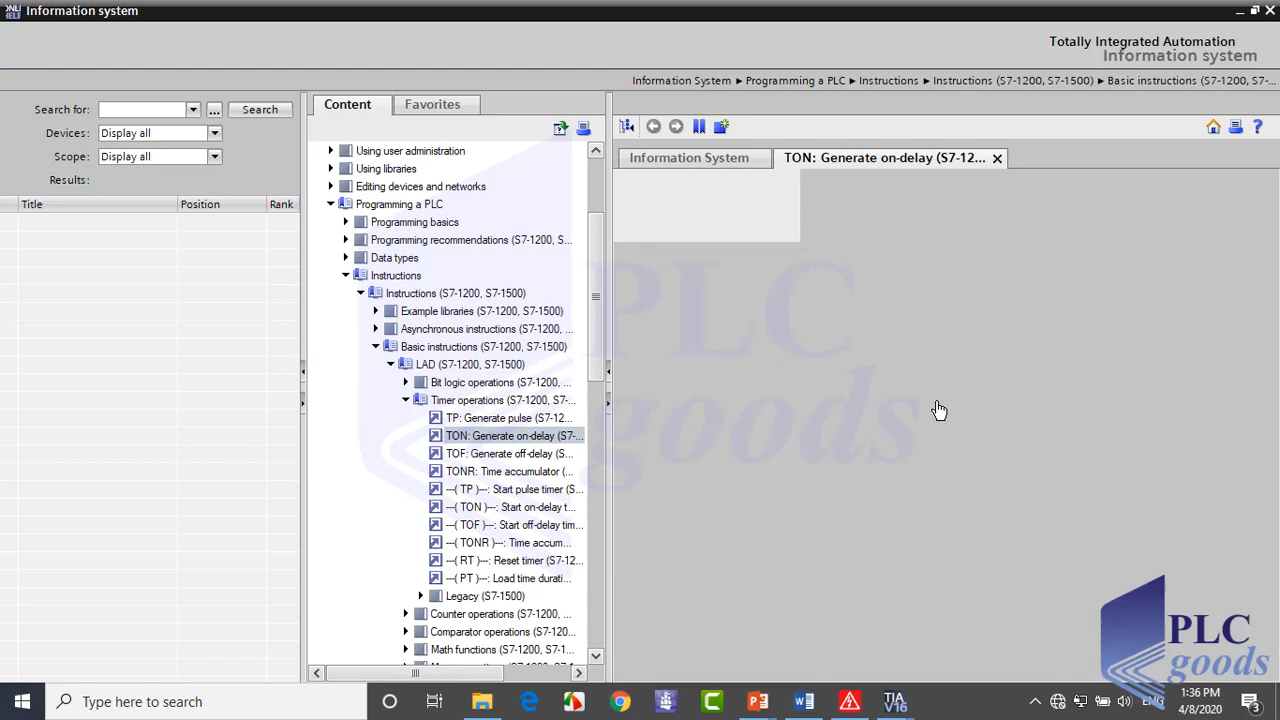 Information system
Totally Integrated Automation
Information system
Information System ▸ Programming a PLC ▸ Instructions ▸ Instructions (S7-1200, S7-1500) ▸ Basic instructions (S7-1200, S7-...
Search for:
...
Search
Devices:
Display all
Scope:
Display all
Results:
Title
Position
Rank
Content
Favorites
Using user administration
Using libraries
Editing devices and networks
Programming a PLC
Programming basics
Programming recommendations (S7-1200, S...
Data types
Instructions
Instructions (S7-1200, S7-1500)
Example libraries (S7-1200, S7-1500)
Asynchronous instructions (S7-1200, ...
Basic instructions (S7-1200, S7-1500)
LAD (S7-1200, S7-1500)
Bit logic operations (S7-1200, ...
Timer operations (S7-1200, S7-...
TP: Generate pulse (S7-12...
TON: Generate on-delay (S7-...
TOF: Generate off-delay (S...
TONR: Time accumulator (...
---( TP )---: Start pulse timer (S...
---( TON )---: Start on-delay t...
---( TOF )---: Start off-delay tim...
---( TONR )---: Time accum...
---( RT )---: Reset timer (S7-12...
---( PT )---: Load time durati...
Legacy (S7-1500)
Counter operations (S7-1200, ...
Comparator operations (S7-120...
Math functions (S7-1200, S7-1...
Information System
TON: Generate on-delay (S7-12...
PLC
goods
PLC
goods
Type here to search
TIA
V16
ENG
1:36 PM
4/8/2020
3